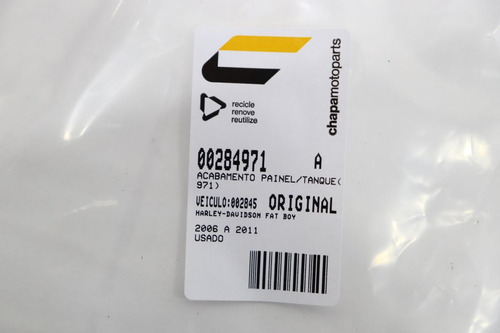 chapamotoparts
recicle
renove
reutilize
00284971 A
ACABAMENTO PAINEL/TANQUE(
971)
VEICULO:002845 ORIGINAL
HARLEY-DAVIDSON FAT BOY
2006 A 2011
USADO